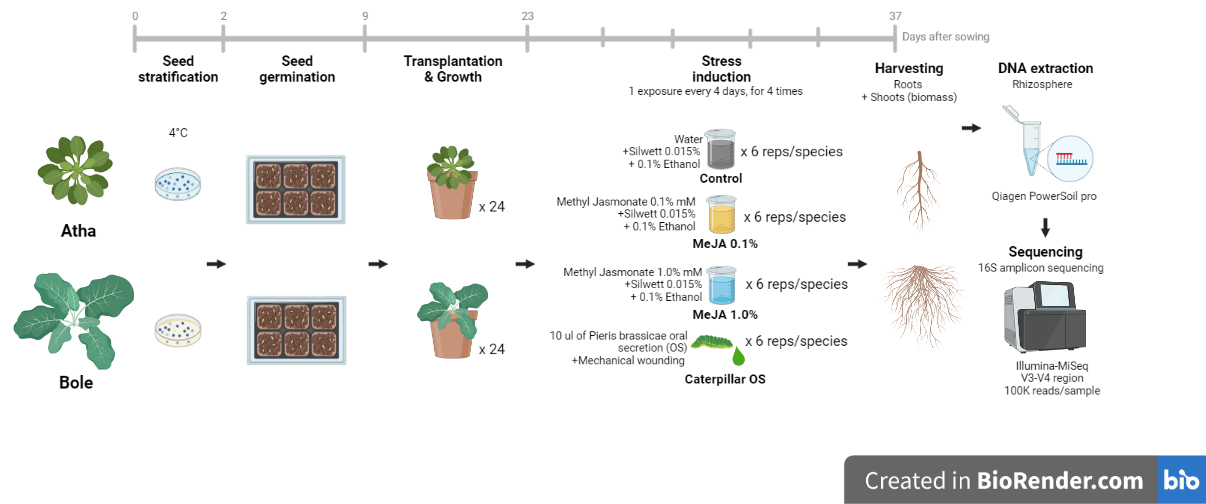 0 2 9 23 37
Days after sowing
Seed
stratification
Seed
germination
Transplantation
& Growth
Stress
induction
1 exposure every 4 days, for 4 times
Harvesting
Roots
+ Shoots (biomass)
DNA extraction
Rhizosphere
4°C
Atha
x 24
Water
+Silwett 0.015%
+ 0.1% Ethanol
x 6 reps/species
Control
Methyl Jasmonate 0.1% mM
+Silwett 0.015%
+ 0.1% Ethanol
x 6 reps/species
MeJA 0.1%
Qiagen PowerSoil pro
Bole
x 24
Methyl Jasmonate 1.0% mM
+Silwett 0.015%
+ 0.1% Ethanol
x 6 reps/species
MeJA 1.0%
10 ul of Pieris brassicae oral
secretion (OS)
+Mechanical wounding
x 6 reps/species
Caterpillar OS
Sequencing
16S amplicon sequencing
Illumina-MiSeq
V3-V4 region
100K reads/sample
Created in BioRender.com bio